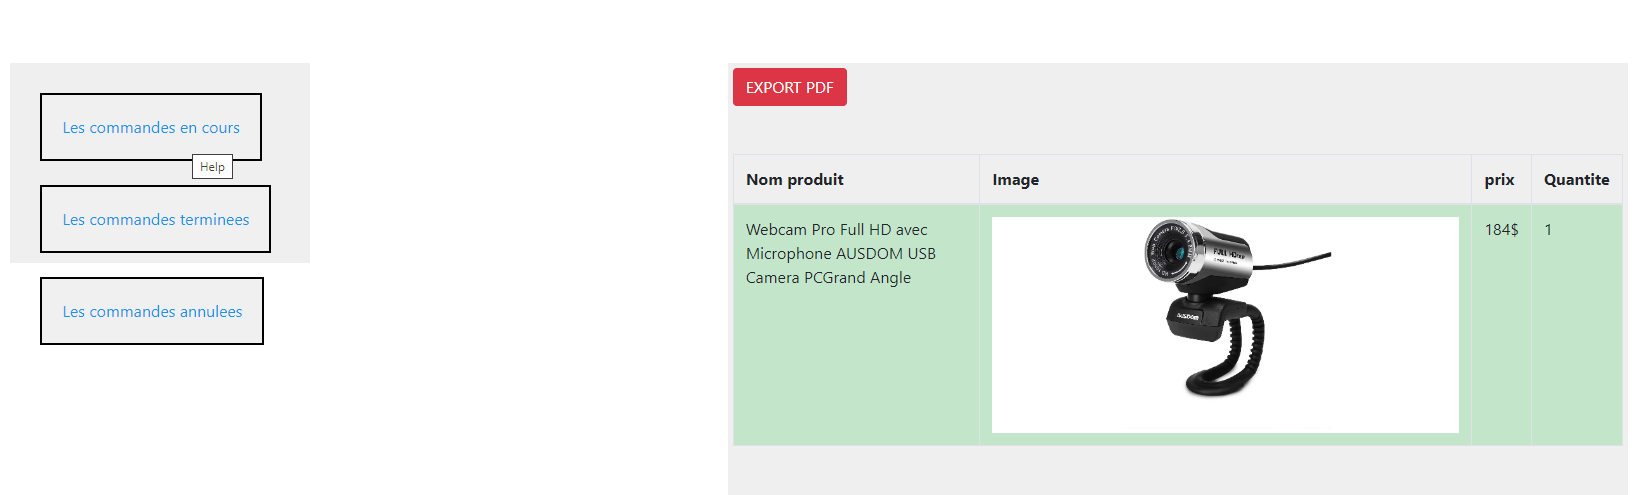 Les commandes en cours
Help
Les commandes terminees
Les commandes annulees
EXPORT PDF
Nom produit Image prix Quantite
Webcam Pro Full HD avec
Microphone AUSDOM USB
Camera PCGrand Angle
184$ 1
FULL HD
AUSDOM